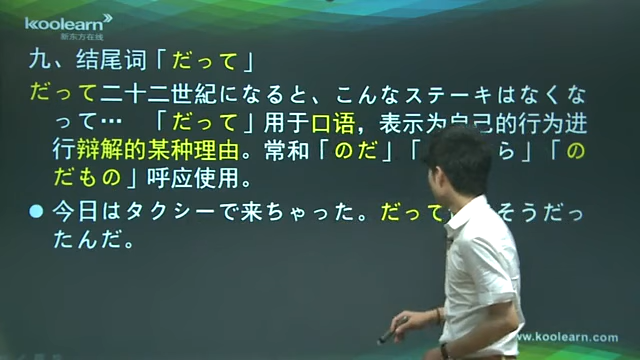 koolearn
新东方在线
九、结尾词「だって」
だって二十二世紀になると、こんなステーキはなくな
って…　「だって」用于口语，表示为自己的行为进
行辩解的某种理由。常和「のだ」「 ら」「の
だもの」呼应使用。
● 今日はタクシーで来ちゃった。だって そうだっ
たんだ。
www.koolearn.com